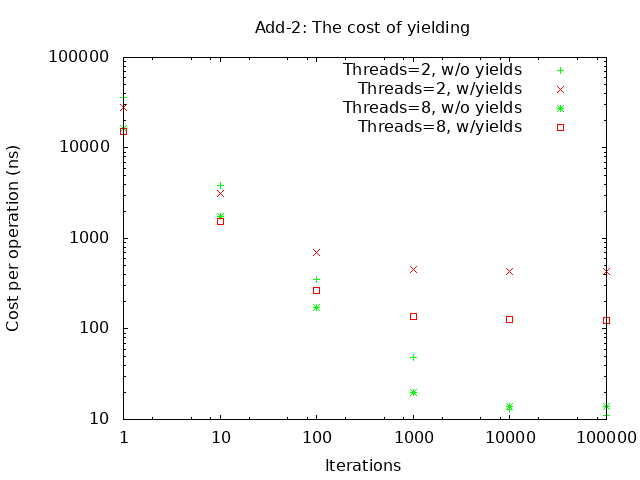 Add-2: The cost of yielding
Cost per operation (ns)
100000
10000
1000
100
10
Threads=2, w/o yields
Threads=2, w/yields
Threads=8, w/o yields
Threads=8, w/yields
1 10 100 1000 10000 100000
Iterations